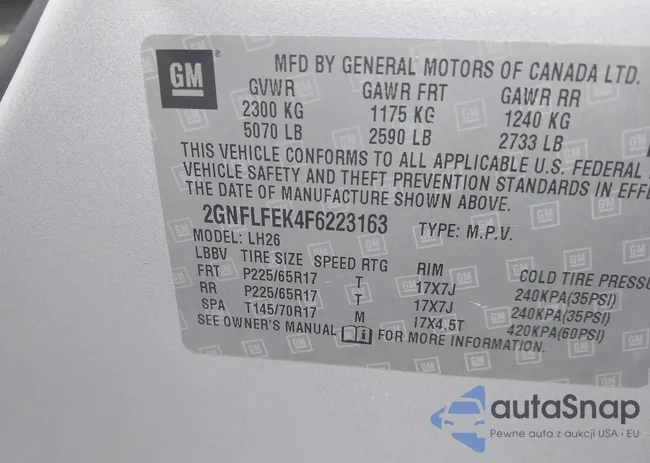 GM
MFD BY GENERAL MOTORS OF CANADA LTD.
GVWR GAWR FRT GAWR RR
2300 KG 1175 KG 1240 KG
5070 LB 2590 LB 2733 LB
THIS VEHICLE CONFORMS TO ALL APPLICABLE U.S. FEDERAL
VEHICLE SAFETY AND THEFT PREVENTION STANDARDS IN EFFE
THE DATE OF MANUFACTURE SHOWN ABOVE.
2GNFLFEK4F6223163 TYPE: M.P.V.
MODEL: LH26
LBBV TIRE SIZE SPEED RTG RIM COLD TIRE PRESSU
FRT P225/65R17 T 17X7J 240KPA(35PSI)
RR P225/65R17 T 17X7J 240KPA(35PSI)
SPA T145/70R17 M 17X4.5T 420KPA(60PSI)
SEE OWNER'S MANUAL FOR MORE INFORMATION.
autaSnap
Pewne auta z aukcji USA i EU